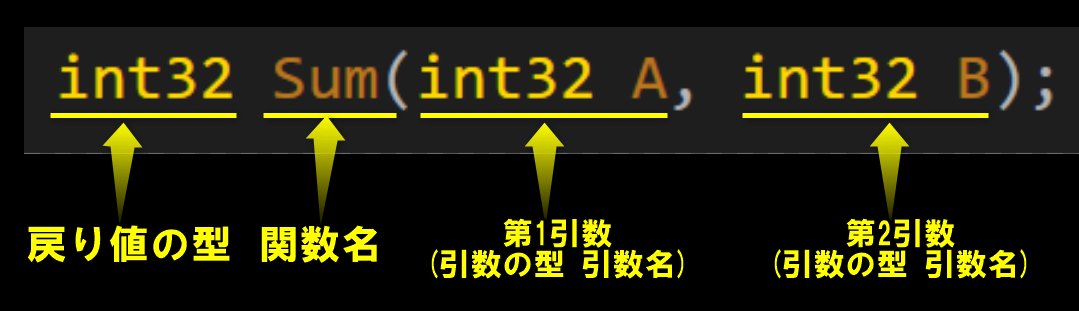 int32 Sum(int32 A, int32 B);
戻り値の型 関数名
第1引数
(引数の型 引数名)
第2引数
(引数の型 引数名)